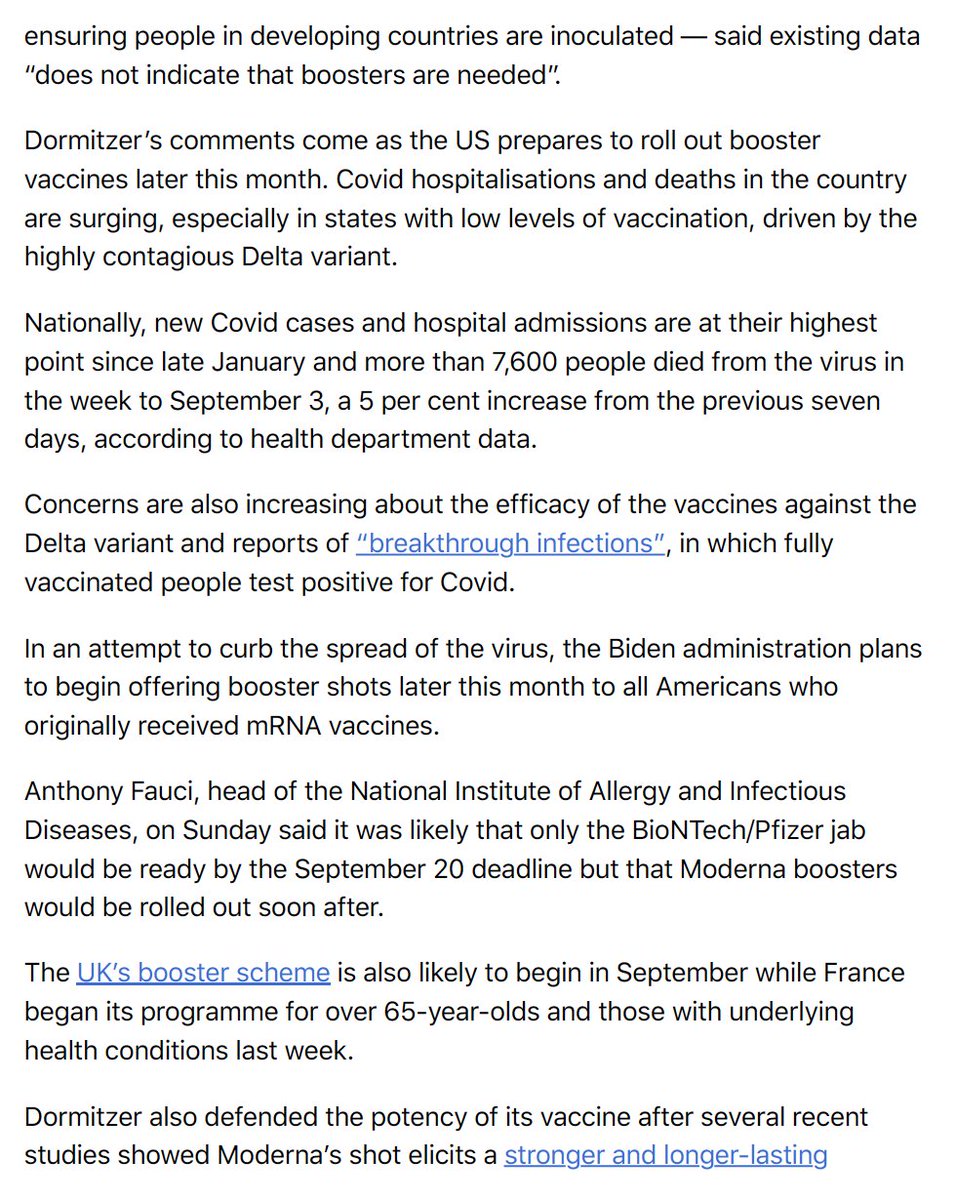 ensuring people in developing countries are inoculated — said existing data
“does not indicate that boosters are needed”.
Dormitzer’s comments come as the US prepares to roll out booster
vaccines later this month. Covid hospitalisations and deaths in the country
are surging, especially in states with low levels of vaccination, driven by the
highly contagious Delta variant.
Nationally, new Covid cases and hospital admissions are at their highest
point since late January and more than 7,600 people died from the virus in
the week to September 3, a 5 per cent increase from the previous seven
days, according to health department data.
Concerns are also increasing about the efficacy of the vaccines against the
Delta variant and reports of “breakthrough infections”, in which fully
vaccinated people test positive for Covid.
In an attempt to curb the spread of the virus, the Biden administration plans
to begin offering booster shots later this month to all Americans who
originally received mRNA vaccines.
Anthony Fauci, head of the National Institute of Allergy and Infectious
Diseases, on Sunday said it was likely that only the BioNTech/Pfizer jab
would be ready by the September 20 deadline but that Moderna boosters
would be rolled out soon after.
The UK’s booster scheme is also likely to begin in September while France
began its programme for over 65-year-olds and those with underlying
health conditions last week.
Dormitzer also defended the potency of its vaccine after several recent
studies showed Moderna’s shot elicits a stronger and longer-lasting